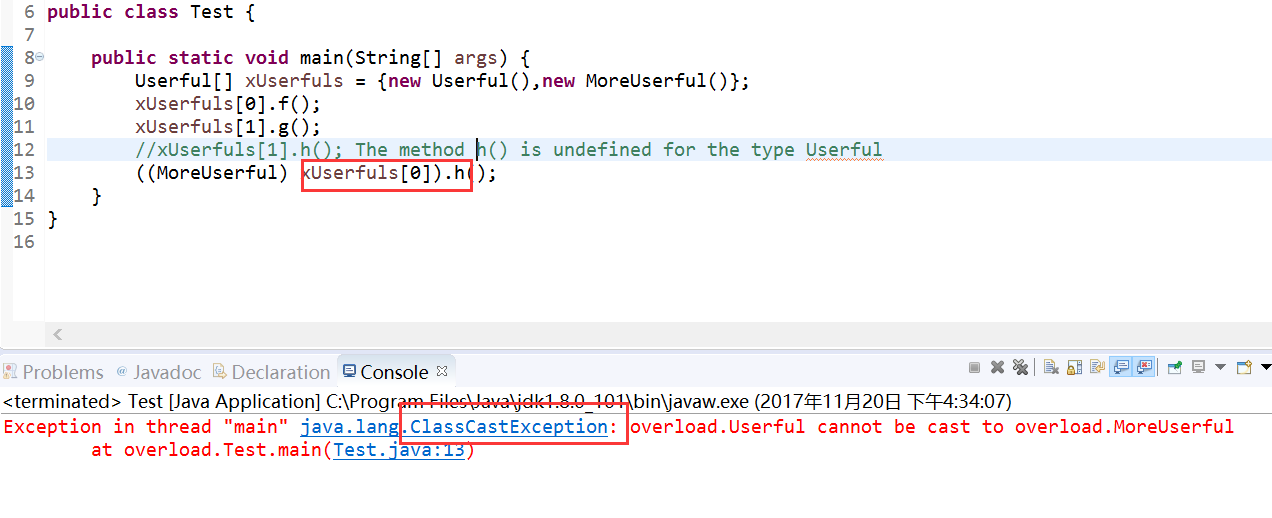 6 public class Test {
7
8 public static void main(String[] args) {
9 Userful[] xUserfuls = {new Userful(),new MoreUserful()};
10 xUserfuls[0].f();
11 xUserfuls[1].g();
12 //xUserfuls[1].h(); The method h() is undefined for the type Userful
13 ((MoreUserful) xUserfuls[0]).h();
14 }
15 }
16
Problems @ Javadoc Declaration Console
<terminated> Test [Java Application] C:\Program Files\Java\jdk1.8.0_101\bin\javaw.exe (2017年11月20日 下午4:34:07)
Exception in thread "main" java.lang.ClassCastException: overload.Userful cannot be cast to overload.MoreUserful
at overload.Test.main(Test.java:13)